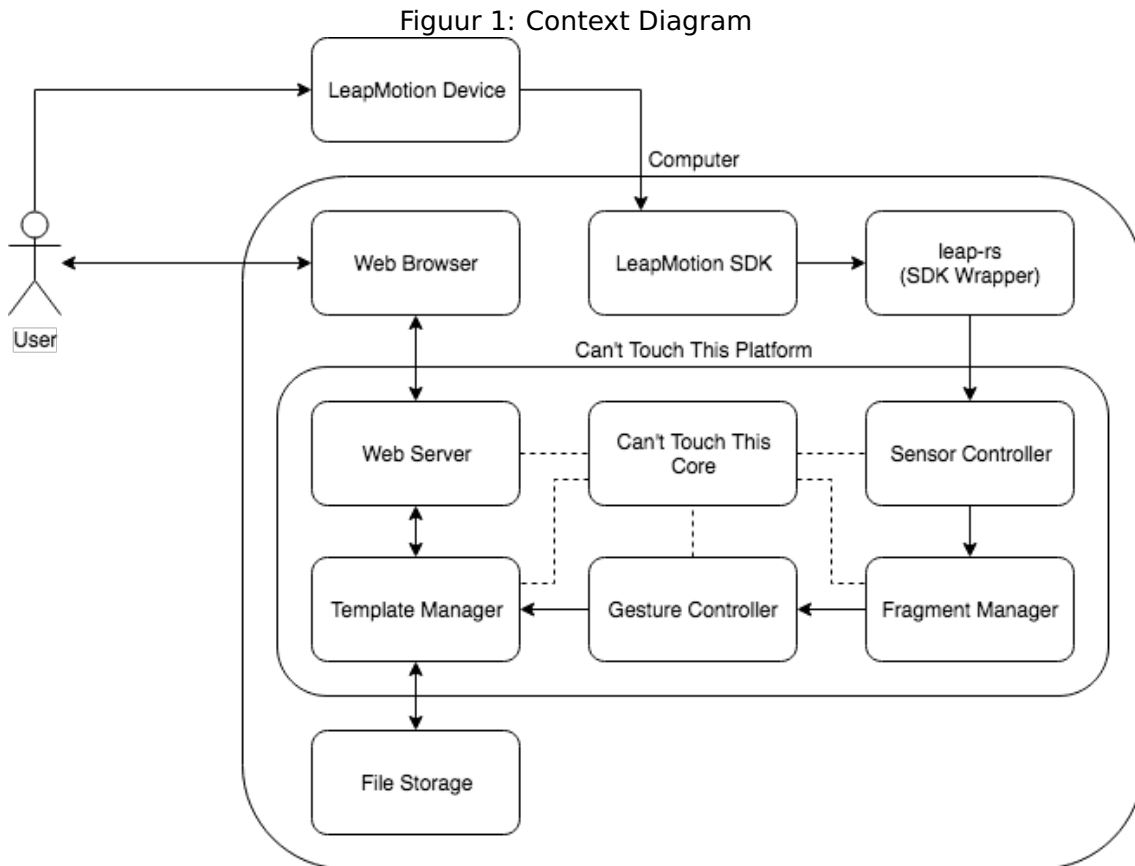 Figuur 1: Context Diagram
LeapMotion Device
Computer
Web Browser
LeapMotion SDK
leap-rs
(SDK Wrapper)
User
Can't Touch This Platform
Web Server
Can't Touch This
Core
Sensor Controller
Template Manager
Gesture Controller
Fragment Manager
File Storage